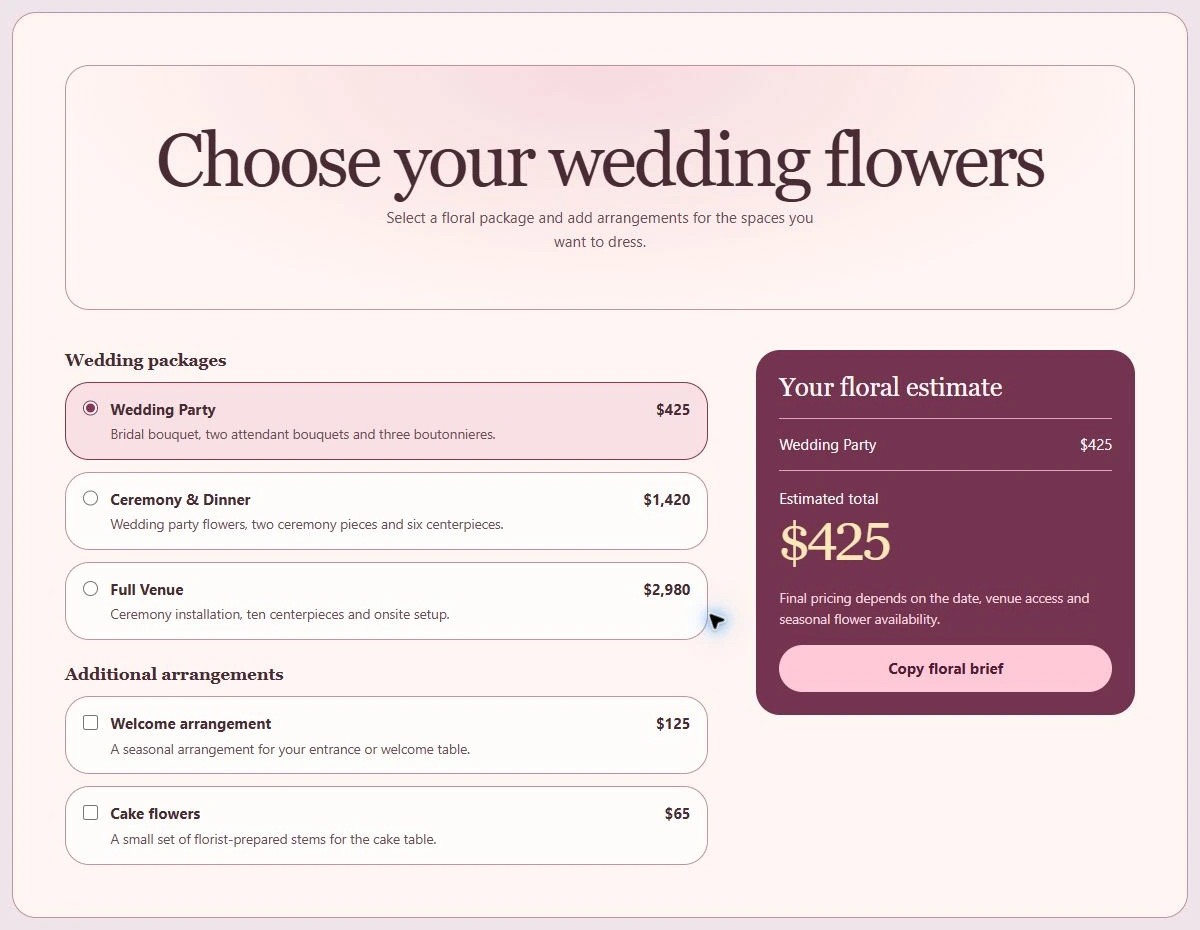 Choose your wedding flowers
Select a floral package and add arrangements for the spaces you
want to dress.
Wedding packages
Wedding Party $425
Bridal bouquet, two attendant bouquets and three boutonnieres.
Ceremony & Dinner $1,420
Wedding party flowers, two ceremony pieces and six centerpieces.
Full Venue $2,980
Ceremony installation, ten centerpieces and onsite setup.
Additional arrangements
Welcome arrangement $125
A seasonal arrangement for your entrance or welcome table.
Cake flowers $65
A small set of florist-prepared stems for the cake table.
Your floral estimate
Wedding Party $425
Estimated total
$425
Final pricing depends on the date, venue access and
seasonal flower availability.
Copy floral brief